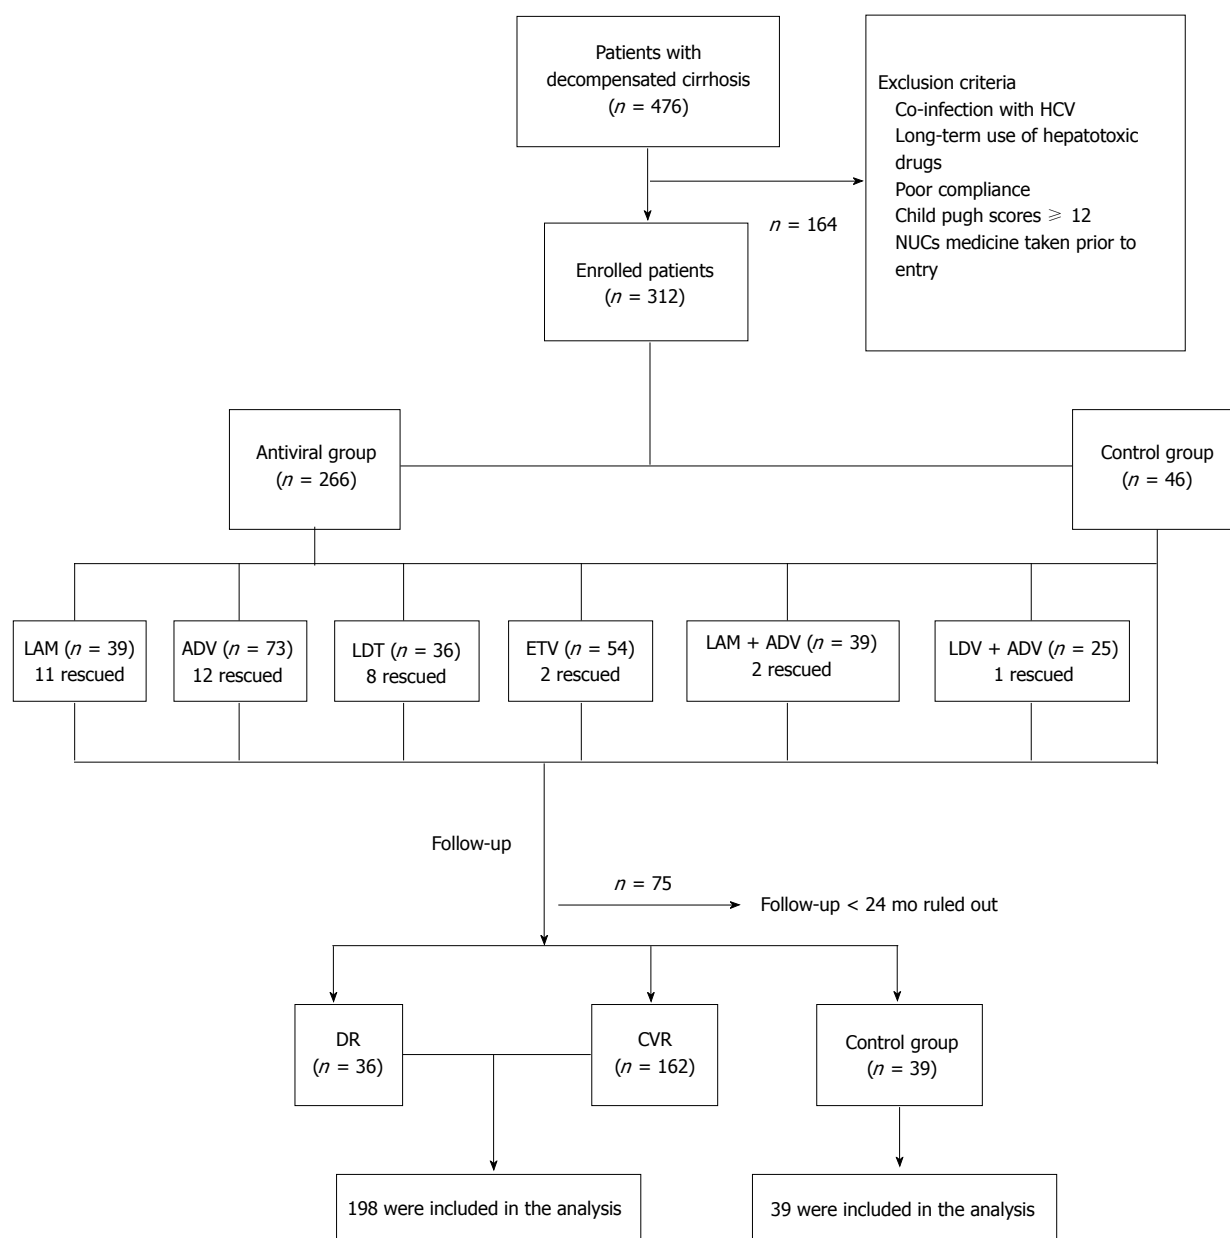 Patients with
decompensated cirrhosis
(n = 476)
Exclusion criteria
Co-infection with HCV
Long-term use of hepatotoxic
drugs
Poor compliance
Child pugh scores ⩾ 12
NUCs medicine taken prior to
entry
n = 164
Enrolled patients
(n = 312)
Antiviral group
(n = 266)
Control group
(n = 46)
LAM (n = 39)
11 rescued
ADV (n = 73)
12 rescued
LDT (n = 36)
8 rescued
ETV (n = 54)
2 rescued
LAM + ADV (n = 39)
2 rescued
LDV + ADV (n = 25)
1 rescued
Follow-up
n = 75
Follow-up < 24 mo ruled out
DR
(n = 36)
CVR
(n = 162)
Control group
(n = 39)
198 were included in the analysis
39 were included in the analysis